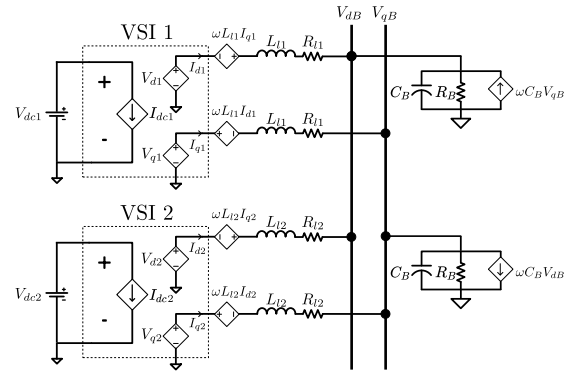 V_{dB} V_{qB}
VSI 1
ωL_{l1}I_{q1} L_{l1} R_{l1}
+ V_{d1} I_{d1}
V_{dc1} I_{dc1} C_B R_B ωC_BV_{qB}
ωL_{l1}I_{d1} L_{l1} R_{l1}
- V_{q1} I_{q1}
VSI 2
ωL_{l2}I_{q2} L_{l2} R_{l2}
+ V_{d2} I_{d2}
V_{dc2} I_{dc2} C_B R_B ωC_BV_{dB}
ωL_{l2}I_{d2} L_{l2} R_{l2}
- V_{q2} I_{q2}